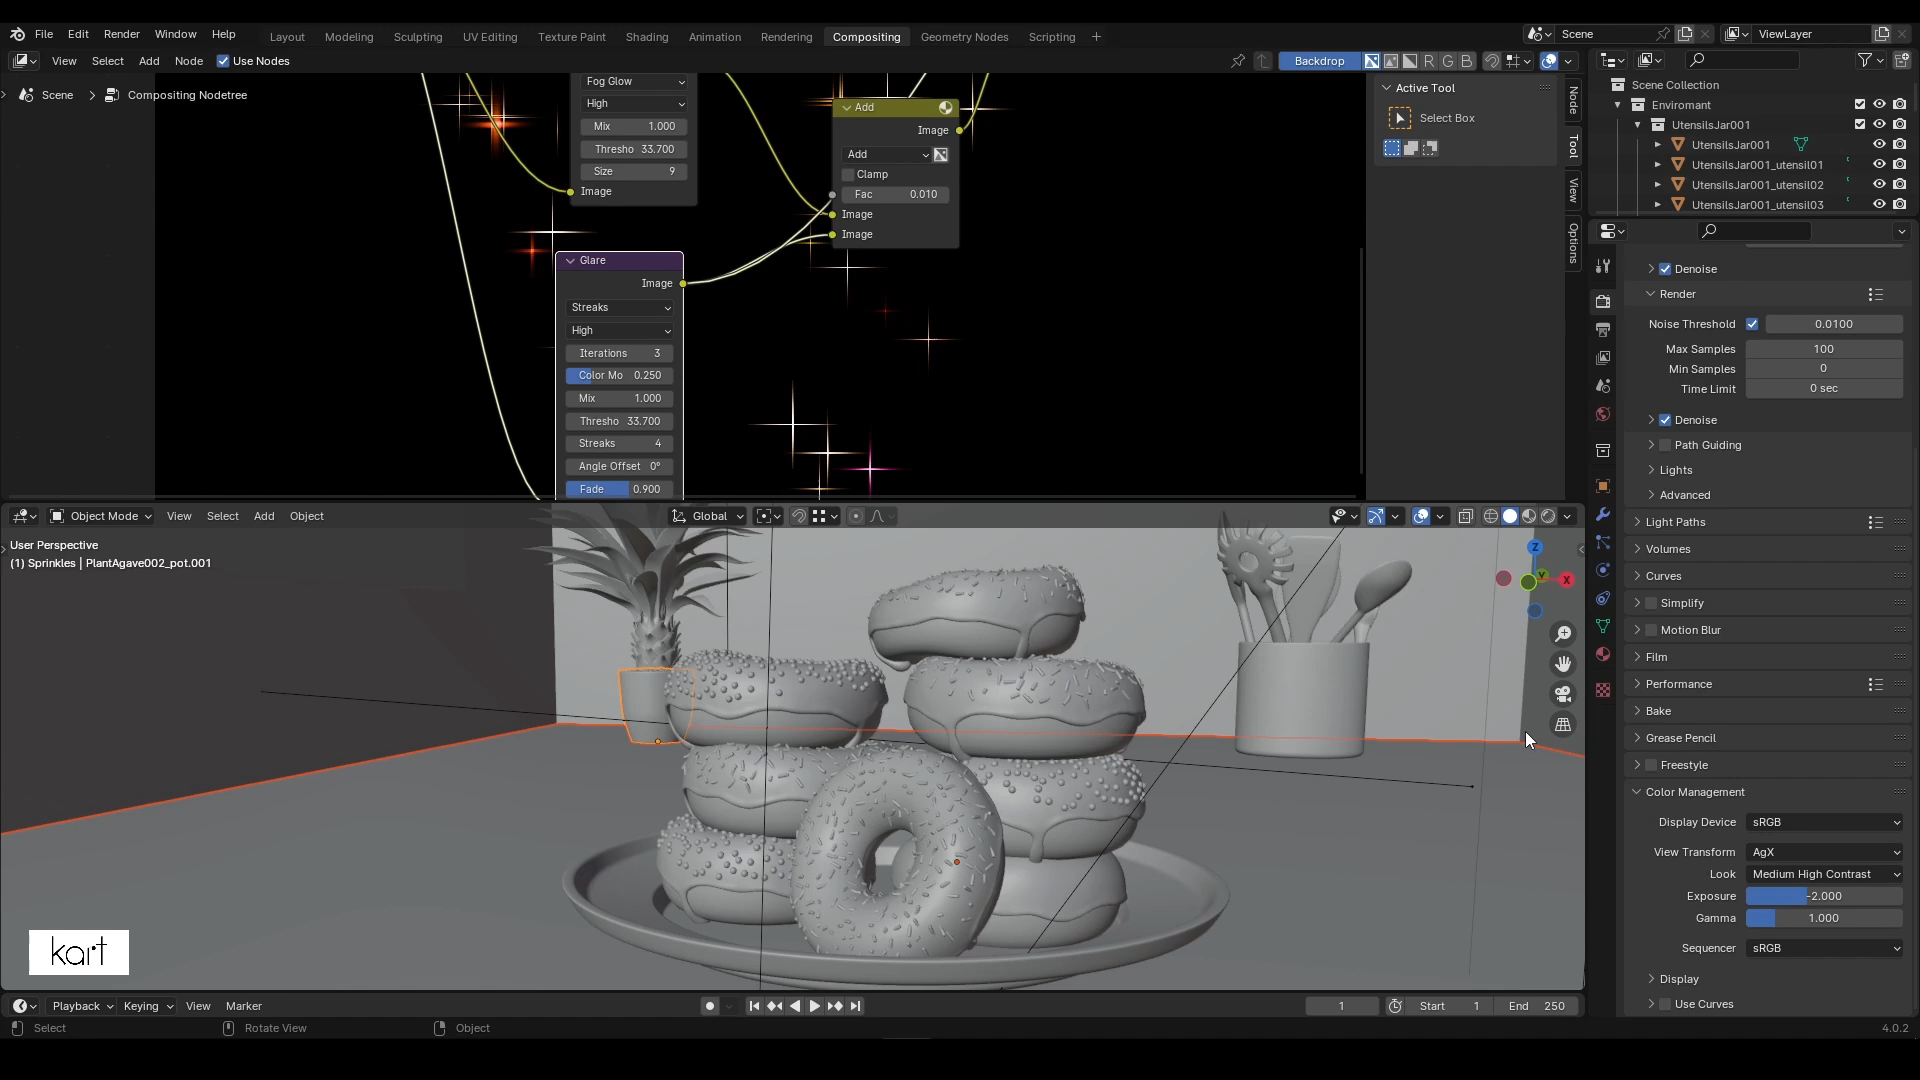 File Edit Render Window Help
Layout Modeling Sculpting UV Editing Texture Paint Shading Animation Rendering Compositing Geometry Nodes Scripting +
Scene
ViewLayer
View Select Add Node Use Nodes
Backdrop
R G B
Scene > Compositing Nodetree
Fog Glow
High
Mix 1.000
Thresho 33.700
Size 9
Image
Add
Image
Add
Clamp
Fac 0.010
Image
Image
Glare
Image
Streaks
High
Iterations 3
Color Mo 0.250
Mix 1.000
Thresho 33.700
Streaks 4
Angle Offset 0°
Fade 0.900
Active Tool
Select Box
Node
Tool
View
Options
Scene Collection
Enviromant
UtensilsJar001
UtensilsJar001
UtensilsJar001_utensil01
UtensilsJar001_utensil02
UtensilsJar001_utensil03
Denoise
Render
Noise Threshold 0.0100
Max Samples 100
Min Samples 0
Time Limit 0 sec
Denoise
Path Guiding
Lights
Advanced
Light Paths
Volumes
Curves
Simplify
Motion Blur
Film
Performance
Bake
Grease Pencil
Freestyle
Color Management
Display Device sRGB
View Transform AgX
Look Medium High Contrast
Exposure -2.000
Gamma 1.000
Sequencer sRGB
Display
Use Curves
Object Mode View Select Add Object
Global
User Perspective
(1) Sprinkles | PlantAgave002_pot.001
Z
Y
X
kart
Playback Keying View Marker
1
Start 1 End 250
Select Rotate View Object
4.0.2